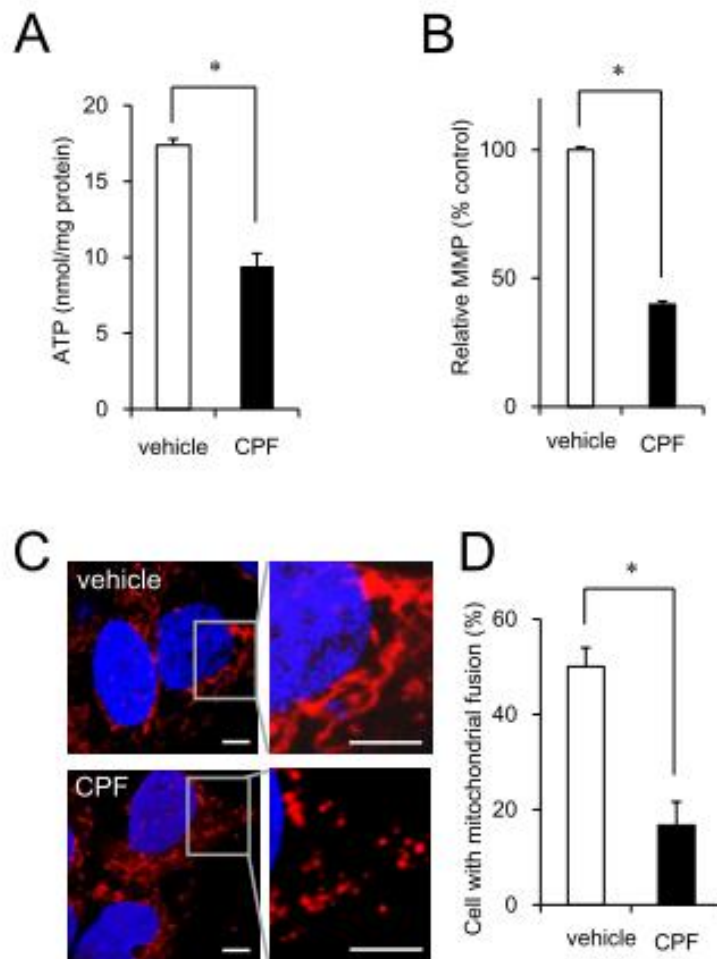 A
*
20
15
10
5
0
ATP (nmol/mg protein)
vehicle CPF
B
*
100
50
0
Relative MMP (% control)
vehicle CPF
C
vehicle
CPF
D
*
60
40
20
0
Cell with mitochondrial fusion (%)
vehicle CPF